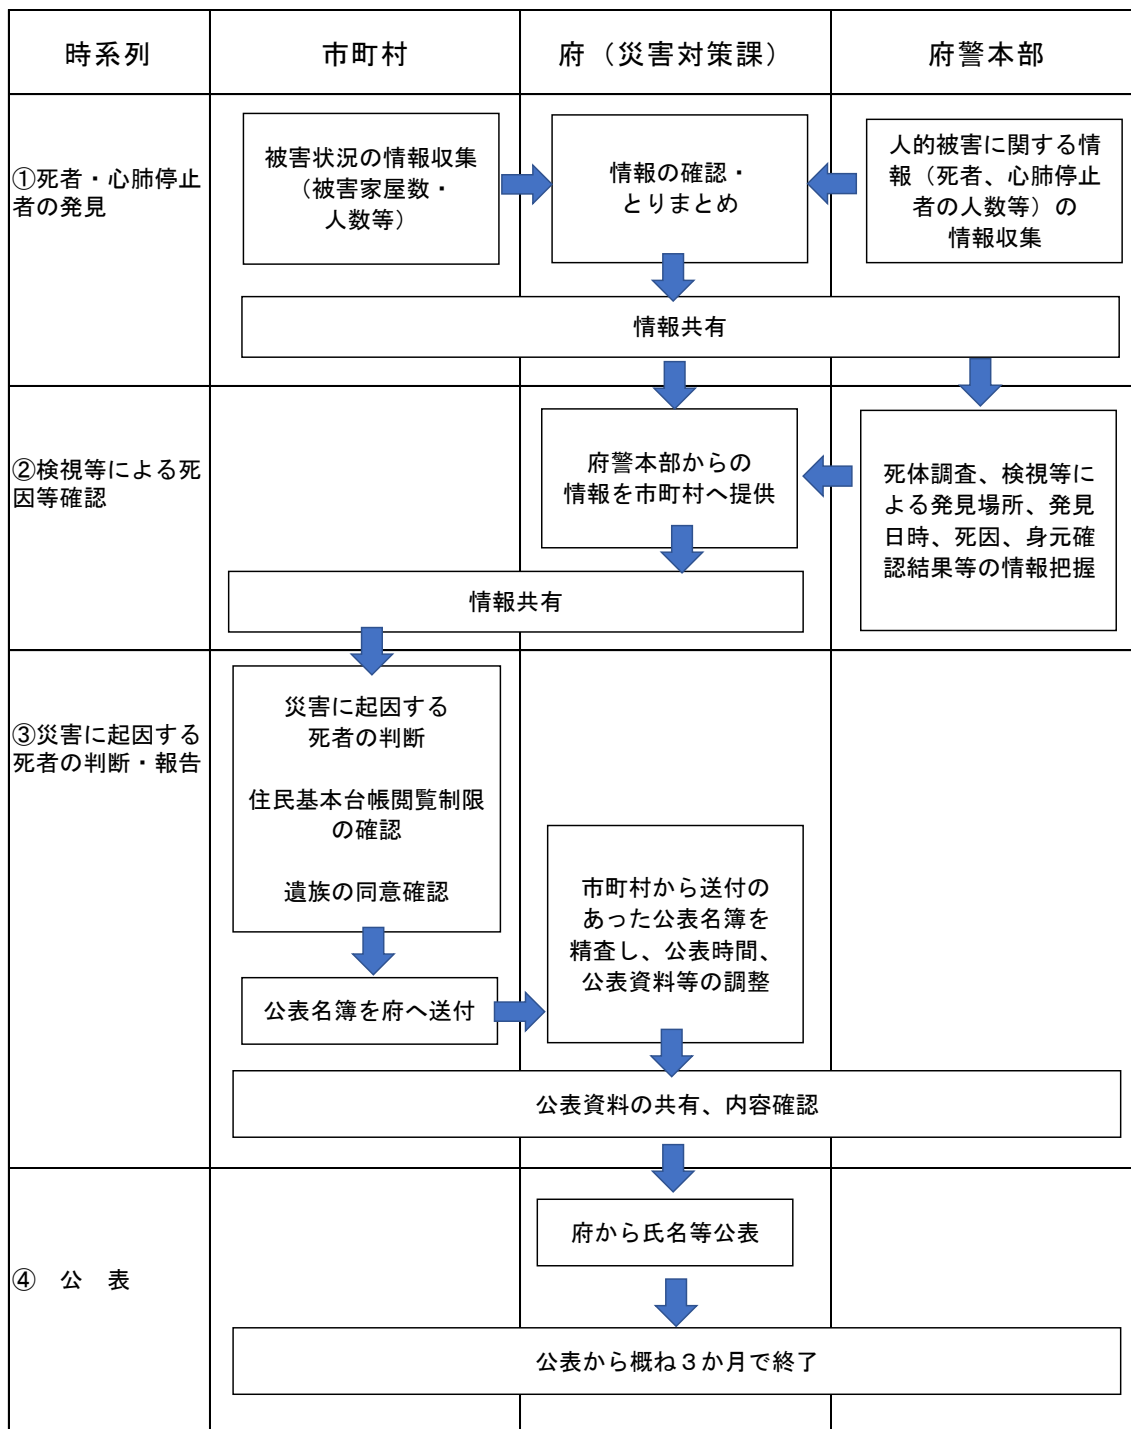 時系列
市町村
府（災害対策課）
府警本部
①死者・心肺停止
者の発見
被害状況の情報収集
（被害家屋数・
人数等）
情報の確認・
とりまとめ
人的被害に関する情
報（死者、心肺停止
者の人数等）の
情報収集
情報共有
②検視等による死
因等確認
府警本部からの
情報を市町村へ提供
死体調査、検視等に
よる発見場所、発見
日時、死因、身元確
認結果等の情報把握
情報共有
③災害に起因する
死者の判断・報告
災害に起因する
死者の判断
住民基本台帳閲覧制限
の確認
遺族の同意確認
公表名簿を府へ送付
市町村から送付の
あった公表名簿を
精査し、公表時間、
公表資料等の調整
公表資料の共有、内容確認
④　公　表
府から氏名等公表
公表から概ね３か月で終了